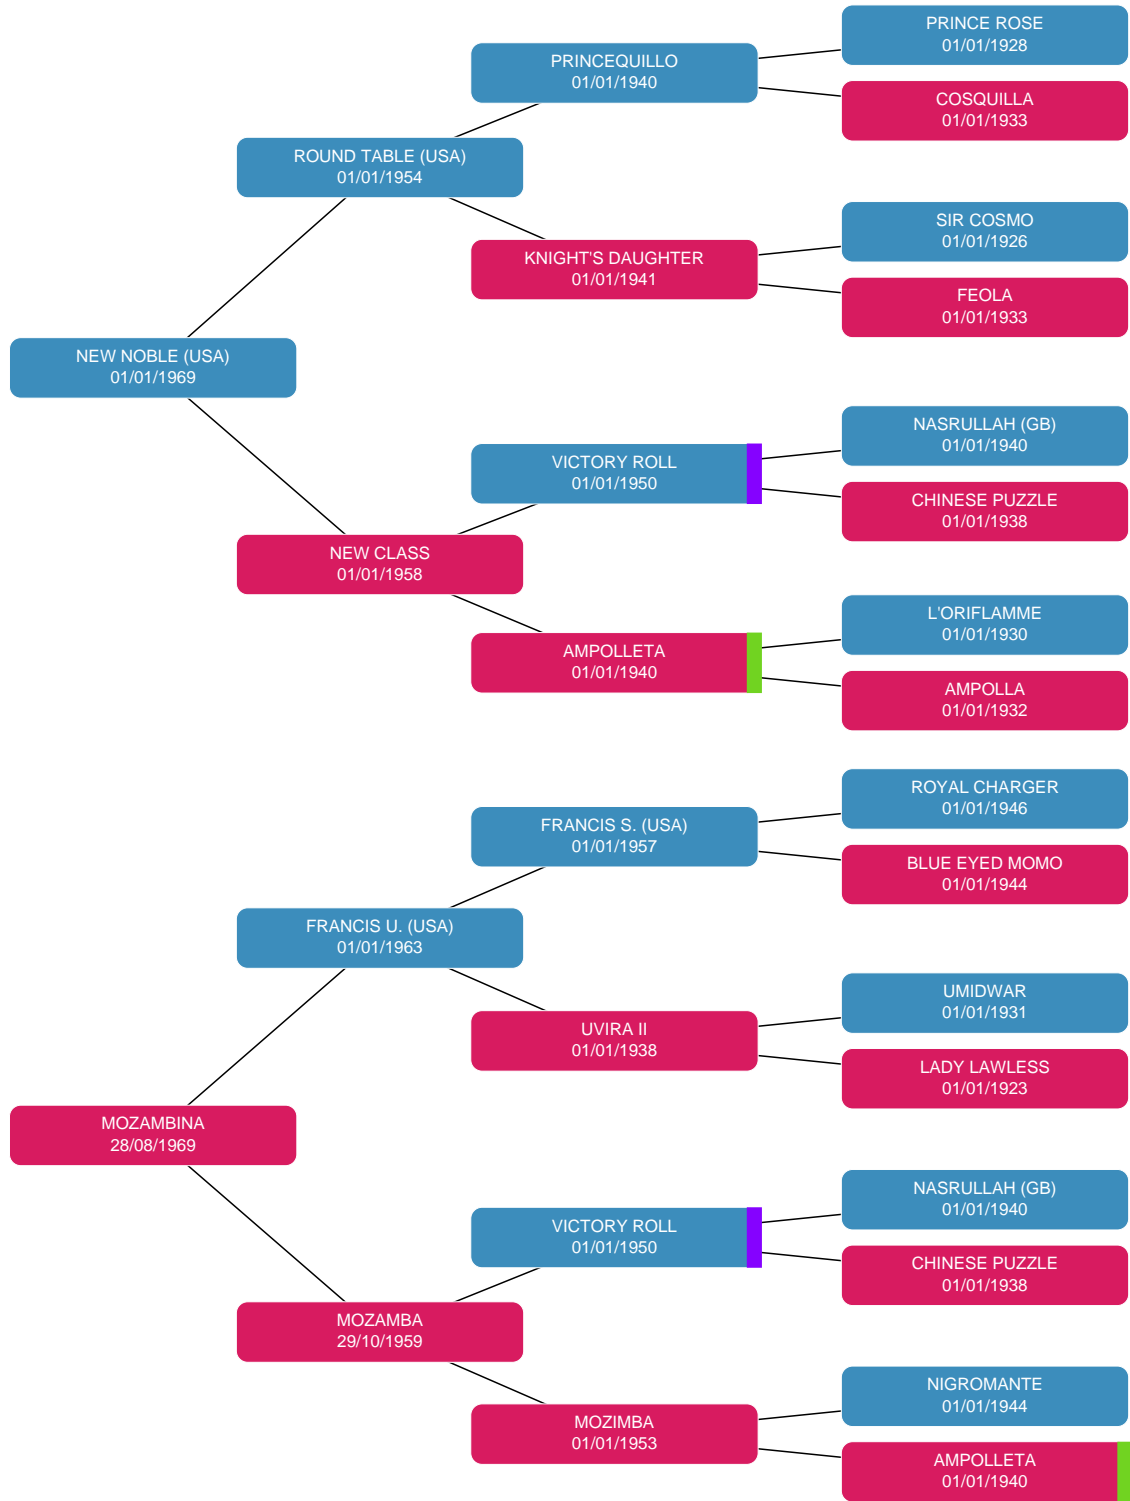 PRINCE ROSE
01/01/1928
PRINCEQUILLO
01/01/1940
COSQUILLA
01/01/1933
ROUND TABLE (USA)
01/01/1954
SIR COSMO
01/01/1926
KNIGHT'S DAUGHTER
01/01/1941
FEOLA
01/01/1933
NEW NOBLE (USA)
01/01/1969
NASRULLAH (GB)
01/01/1940
VICTORY ROLL
01/01/1950
CHINESE PUZZLE
01/01/1938
NEW CLASS
01/01/1958
L'ORIFLAMME
01/01/1930
AMPOLLETA
01/01/1940
AMPOLLA
01/01/1932
ROYAL CHARGER
01/01/1946
FRANCIS S. (USA)
01/01/1957
BLUE EYED MOMO
01/01/1944
FRANCIS U. (USA)
01/01/1963
UMIDWAR
01/01/1931
UVIRA II
01/01/1938
LADY LAWLESS
01/01/1923
MOZAMBINA
28/08/1969
NASRULLAH (GB)
01/01/1940
VICTORY ROLL
01/01/1950
CHINESE PUZZLE
01/01/1938
MOZAMBA
29/10/1959
NIGROMANTE
01/01/1944
MOZIMBA
01/01/1953
AMPOLLETA
01/01/1940